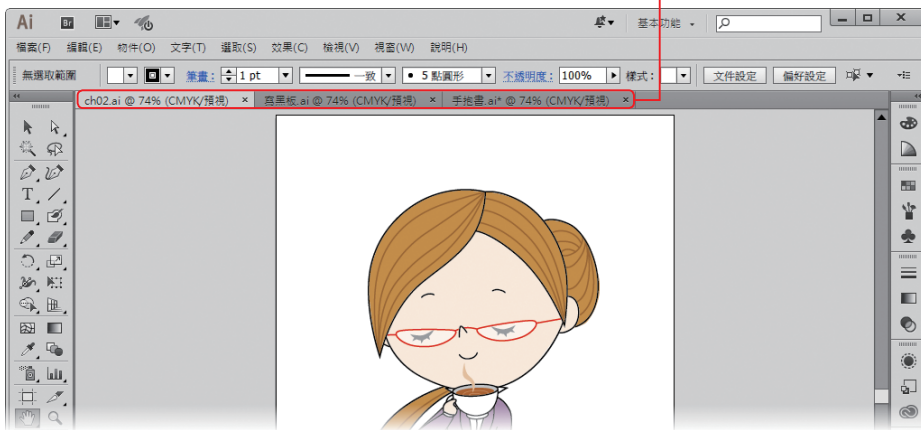 Ai Br 基本功能
檔案(F) 編輯(E) 物件(O) 文字(T) 選取(S) 效果(C) 檢視(V) 視窗(W) 說明(H)
無選取範圍 筆畫: 1 pt 一致 5 點圓形 不透明度: 100% 樣式: 文件設定 偏好設定
ch02.ai @ 74% (CMYK/預視) × 寫黑板.ai @ 74% (CMYK/預視) × 手抱書.ai* @ 74% (CMYK/預視) ×